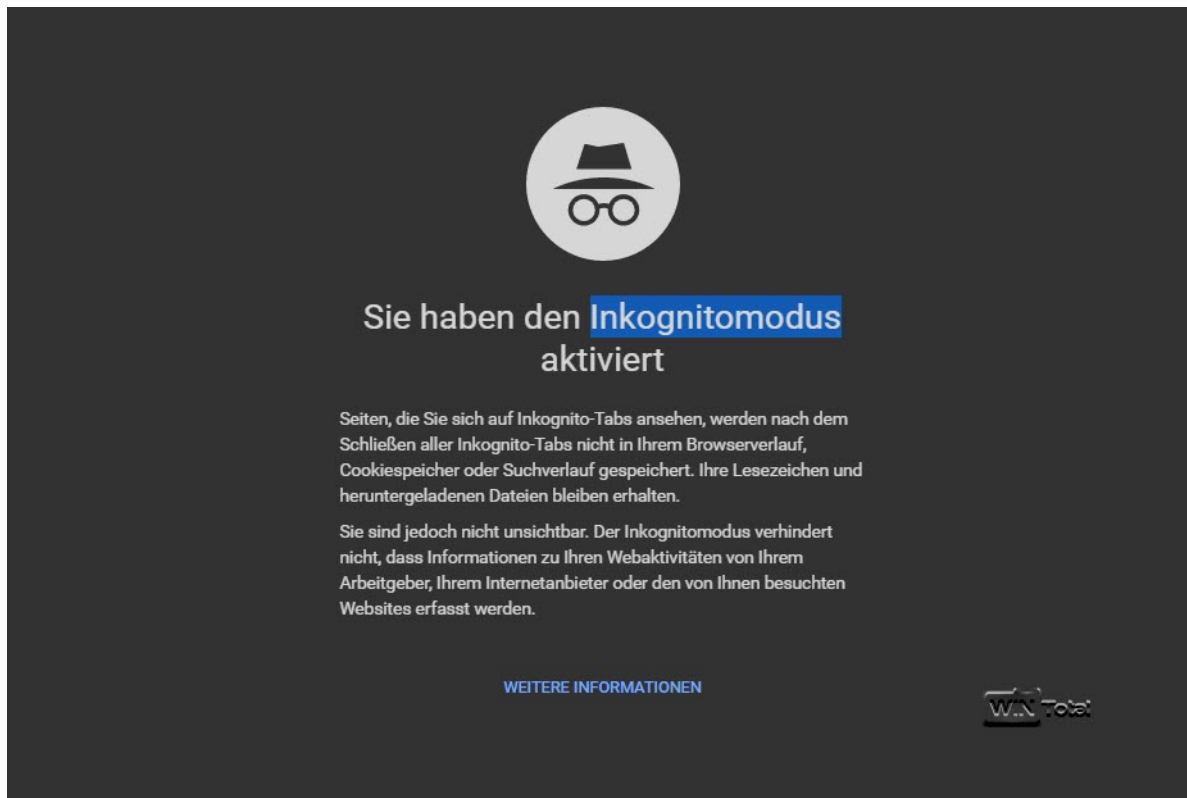 Sie haben den Inkognitomodus
aktiviert
Seiten, die Sie sich auf Inkognito-Tabs ansehen, werden nach dem
Schließen aller Inkognito-Tabs nicht in Ihrem Browserverlauf,
Cookiespeicher oder Suchverlauf gespeichert. Ihre Lesezeichen und
heruntergeladenen Dateien bleiben erhalten.
Sie sind jedoch nicht unsichtbar. Der Inkognitomodus verhindert
nicht, dass Informationen zu Ihren Webaktivitäten von Ihrem
Arbeitgeber, Ihrem Internetanbieter oder den von Ihnen besuchten
Websites erfasst werden.
WEITERE INFORMATIONEN
WIN Total